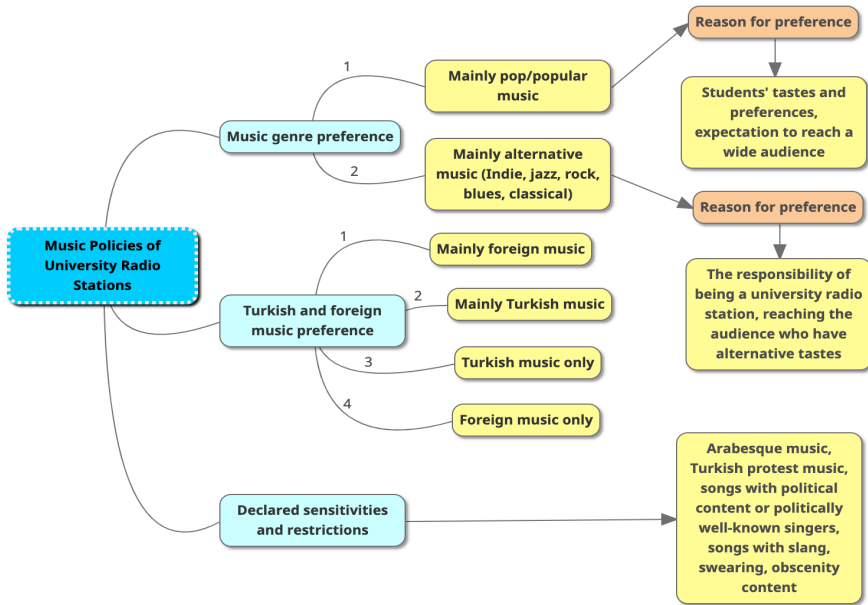 Music Policies of
University Radio
Stations
Music genre preference
1
Mainly pop/popular
music
Reason for preference
Students' tastes and
preferences,
expectation to reach a
wide audience
2
Mainly alternative
music (Indie, jazz, rock,
blues, classical)
Reason for preference
The responsibility of
being a university radio
station, reaching the
audience who have
alternative tastes
Turkish and foreign
music preference
1
Mainly foreign music
2
Mainly Turkish music
3
Turkish music only
4
Foreign music only
Declared sensitivities
and restrictions
Arabesque music,
Turkish protest music,
songs with political
content or politically
well-known singers,
songs with slang,
swearing, obscenity
content